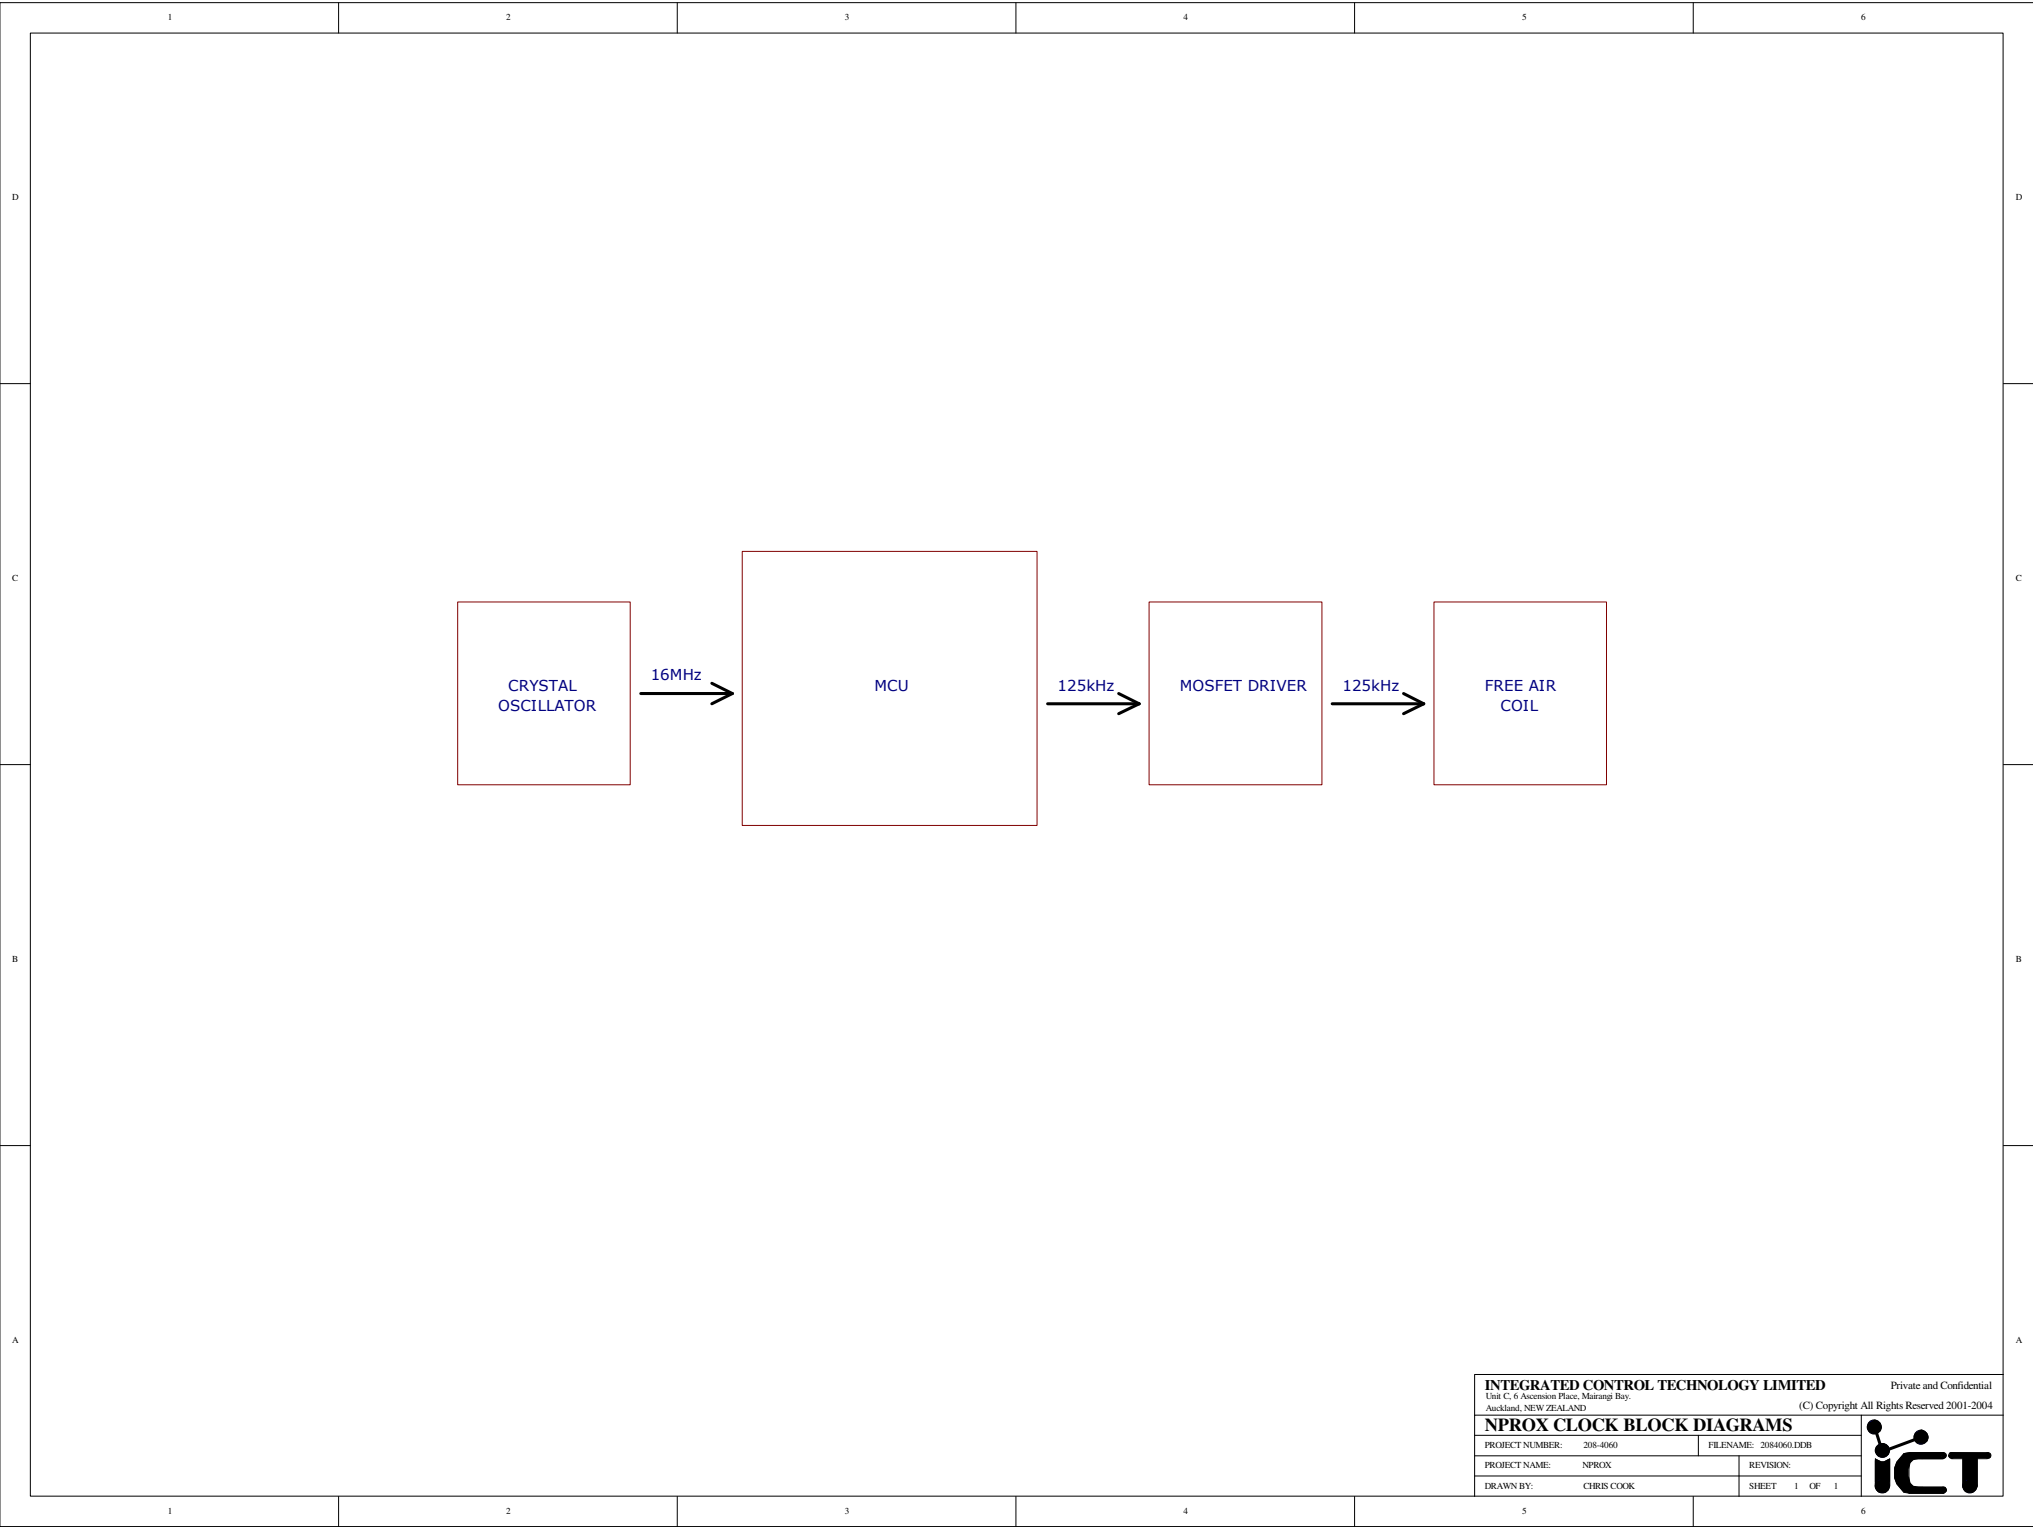 1 2 3 4 5 6
D D
C C
16MHz
CRYSTAL
OSCILLATOR
MCU
125kHz
MOSFET DRIVER
125kHz
FREE AIR
COIL
B B
A A
INTEGRATED CONTROL TECHNOLOGY LIMITED Private and Confidential
Unit C, 6 Ascension Place, Mairangi Bay.
Auckland, NEW ZEALAND (C) Copyright All Rights Reserved 2001-2004
NPROX CLOCK BLOCK DIAGRAMS
PROJECT NUMBER: 208-4060 FILENAME: 2084060.DDB
PROJECT NAME: NPROX REVISION:
DRAWN BY: CHRIS COOK SHEET 1 OF 1
iCT
1 2 3 4 5 6